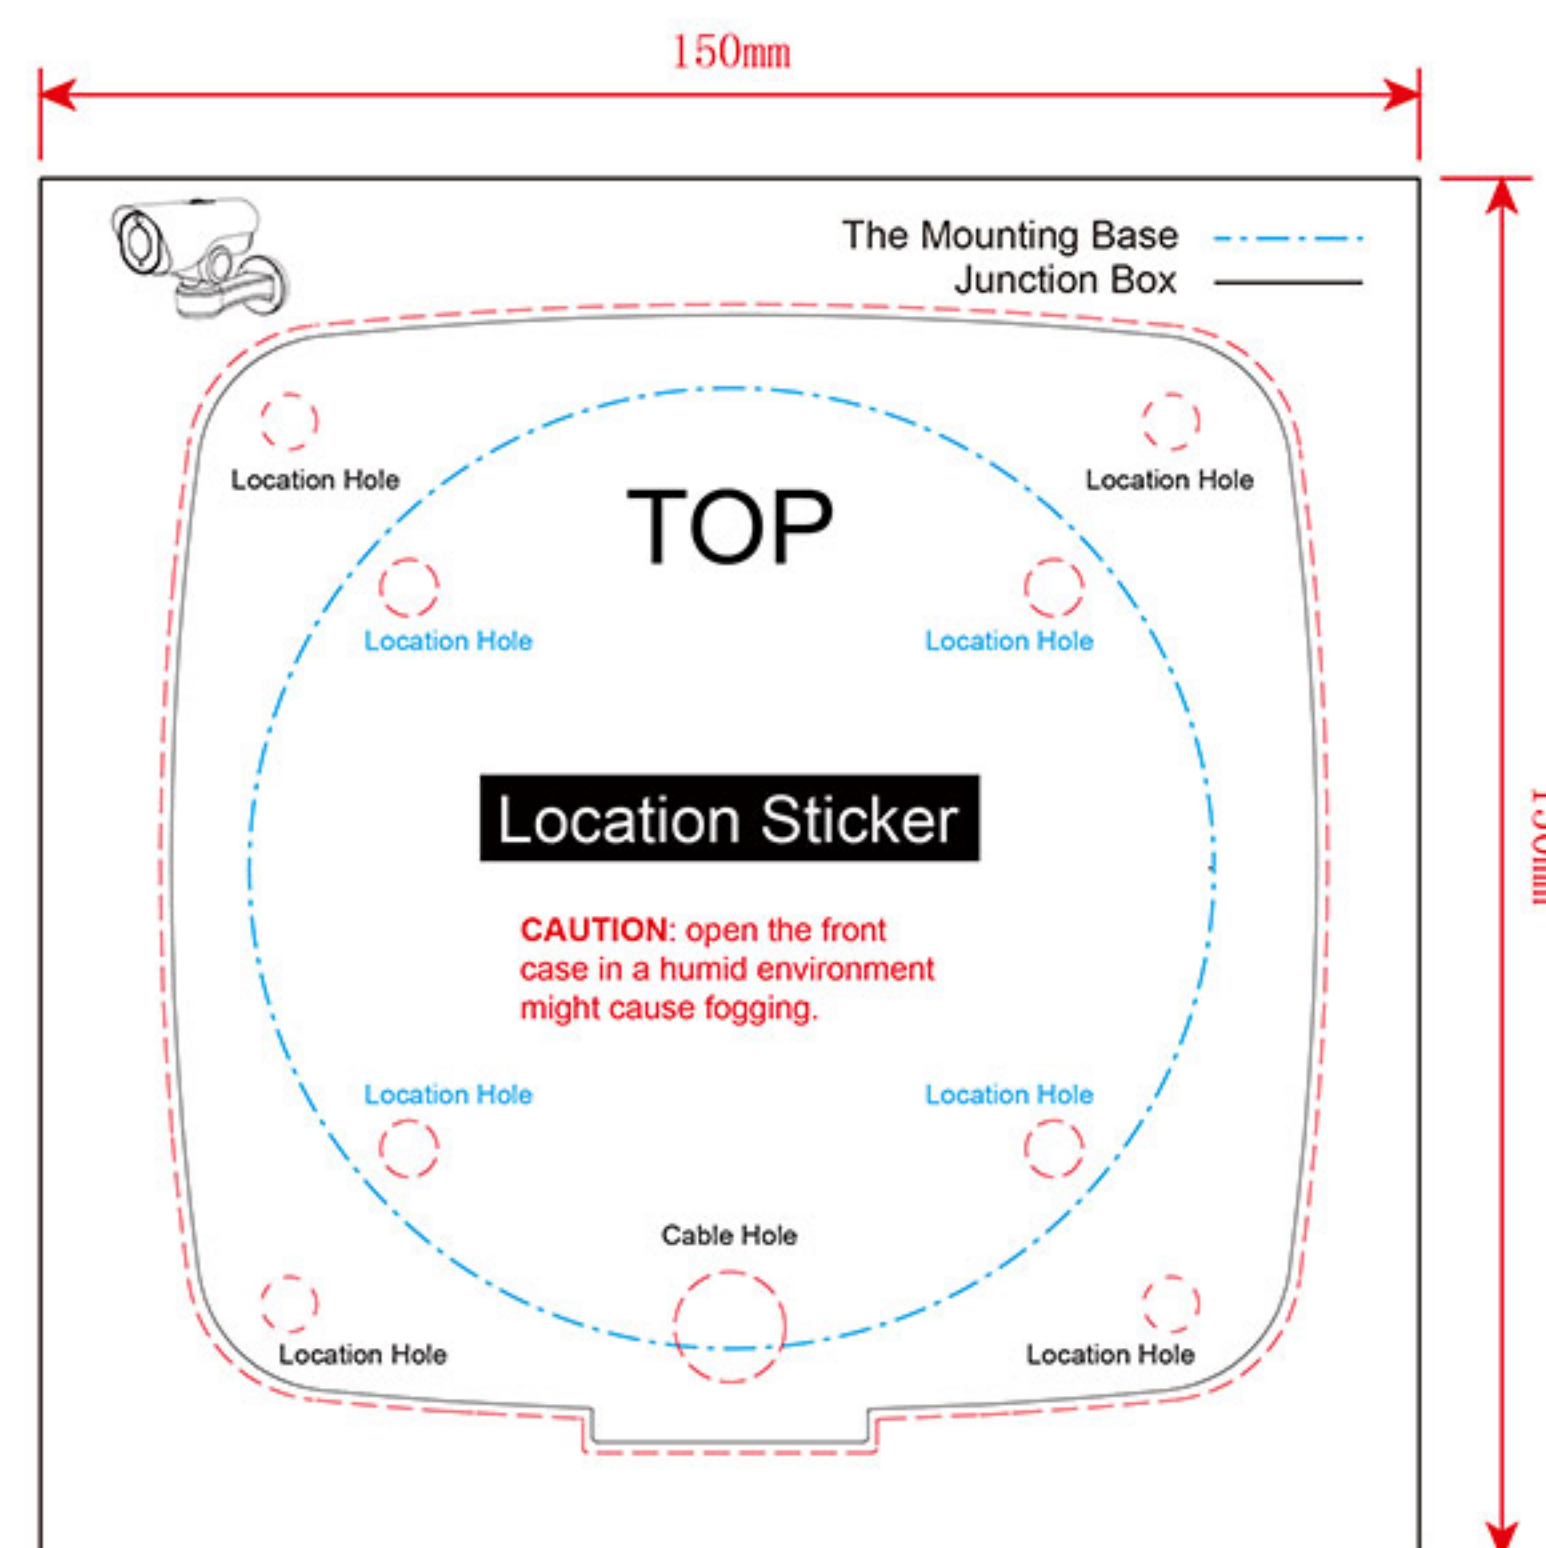 150mm
The Mounting Base
Junction Box
Location Hole
Location Hole
TOP
Location Hole
Location Hole
Location Sticker
CAUTION: open the front
case in a humid environment
might cause fogging.
Location Hole
Location Hole
Cable Hole
Location Hole
Location Hole